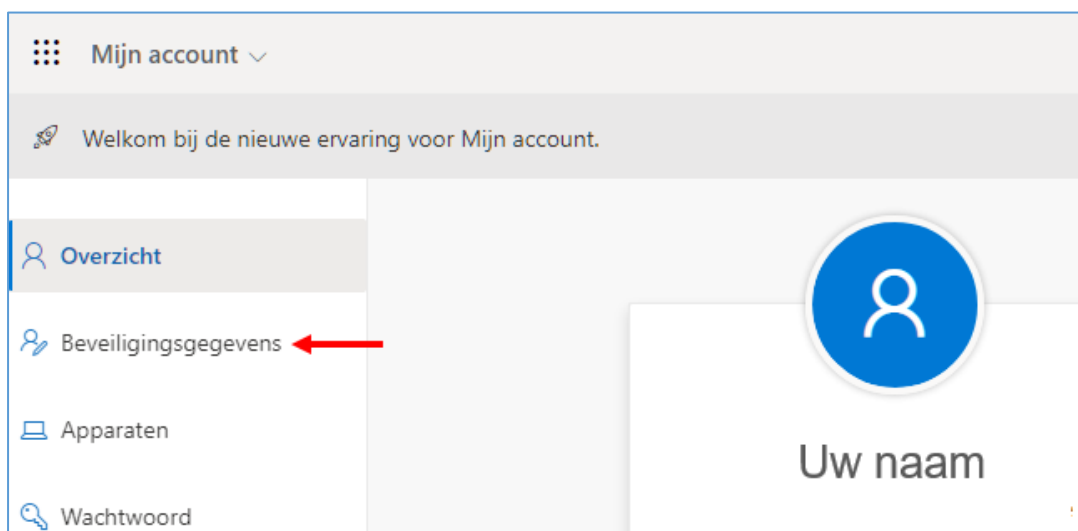 Mijn account
Welkom bij de nieuwe ervaring voor Mijn account.
Overzicht
Beveiligingsgegevens
Apparaten
Wachtwoord
Uw naam